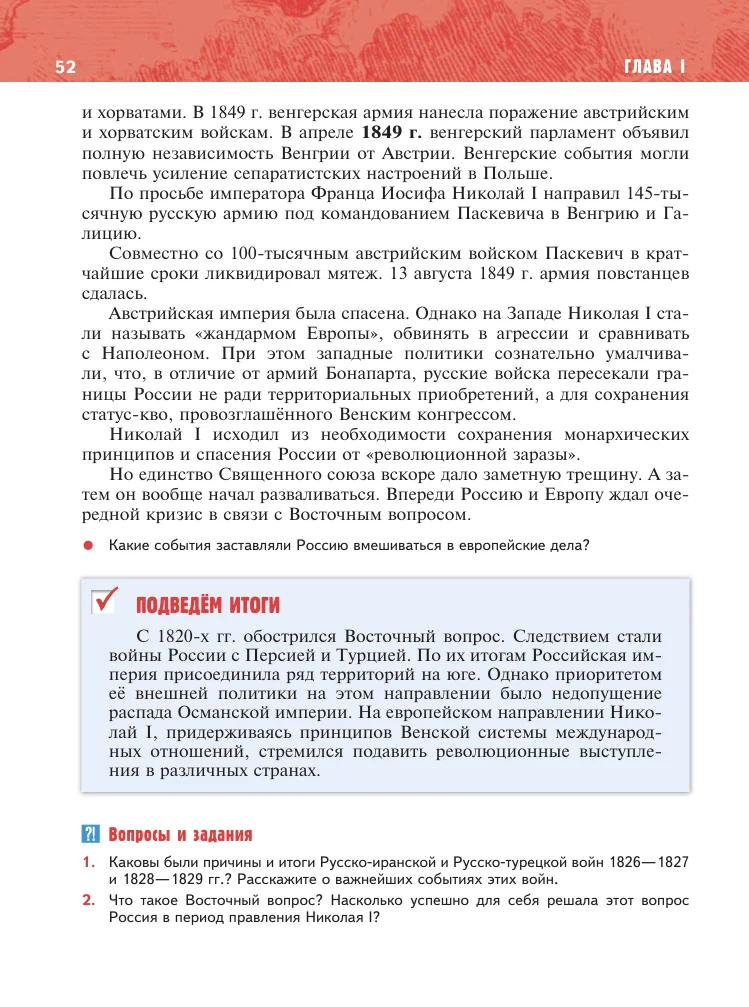 52
ГЛАВА I
и хорватами. В 1849 г. венгерская армия нанесла поражение австрийским
и хорватским войскам. В апреле 1849 г. венгерский парламент объявил
полную независимость Венгрии от Австрии. Венгерские события могли
повлечь усиление сепаратистских настроений в Польше.
По просьбе императора Франца Иосифа Николай I направил 145-ты-
сячную русскую армию под командованием Паскевича в Венгрию и Га-
лицию.
Совместно со 100-тысячным австрийским войском Паскевич в крат-
чайшие сроки ликвидировал мятеж. 13 августа 1849 г. армия повстанцев
сдалась.
Австрийская империя была спасена. Однако на Западе Николая I ста-
ли называть «жандармом Европы», обвинять в агрессии и сравнивать
с Наполеоном. При этом западные политики сознательно умалчива-
ли, что, в отличие от армий Бонапарта, русские войска пересекали гра-
ницы России не ради территориальных приобретений, а для сохранения
статус-кво, провозглашённого Венским конгрессом.
Николай I исходил из необходимости сохранения монархических
принципов и спасения России от «революционной заразы».
Но единство Священного союза вскоре дало заметную трещину. А за-
тем он вообще начал разваливаться. Впереди Россию и Европу ждал оче-
редной кризис в связи с Восточным вопросом.
● Какие события заставляли Россию вмешиваться в европейские дела?
ПОДВЕДЁМ ИТОГИ
С 1820-х гг. обострился Восточный вопрос. Следствием стали
войны России с Персией и Турцией. По их итогам Российская им-
перия присоединила ряд территорий на юге. Однако приоритетом
её внешней политики на этом направлении было недопущение
распада Османской империи. На европейском направлении Нико-
лай I, придерживаясь принципов Венской системы международ-
ных отношений, стремился подавить революционные выступле-
ния в различных странах.
?! Вопросы и задания
1. Каковы были причины и итоги Русско-иранской и Русско-турецкой войн 1826—1827
и 1828—1829 гг.? Расскажите о важнейших событиях этих войн.
2. Что такое Восточный вопрос? Насколько успешно для себя решала этот вопрос
Россия в период правления Николая I?